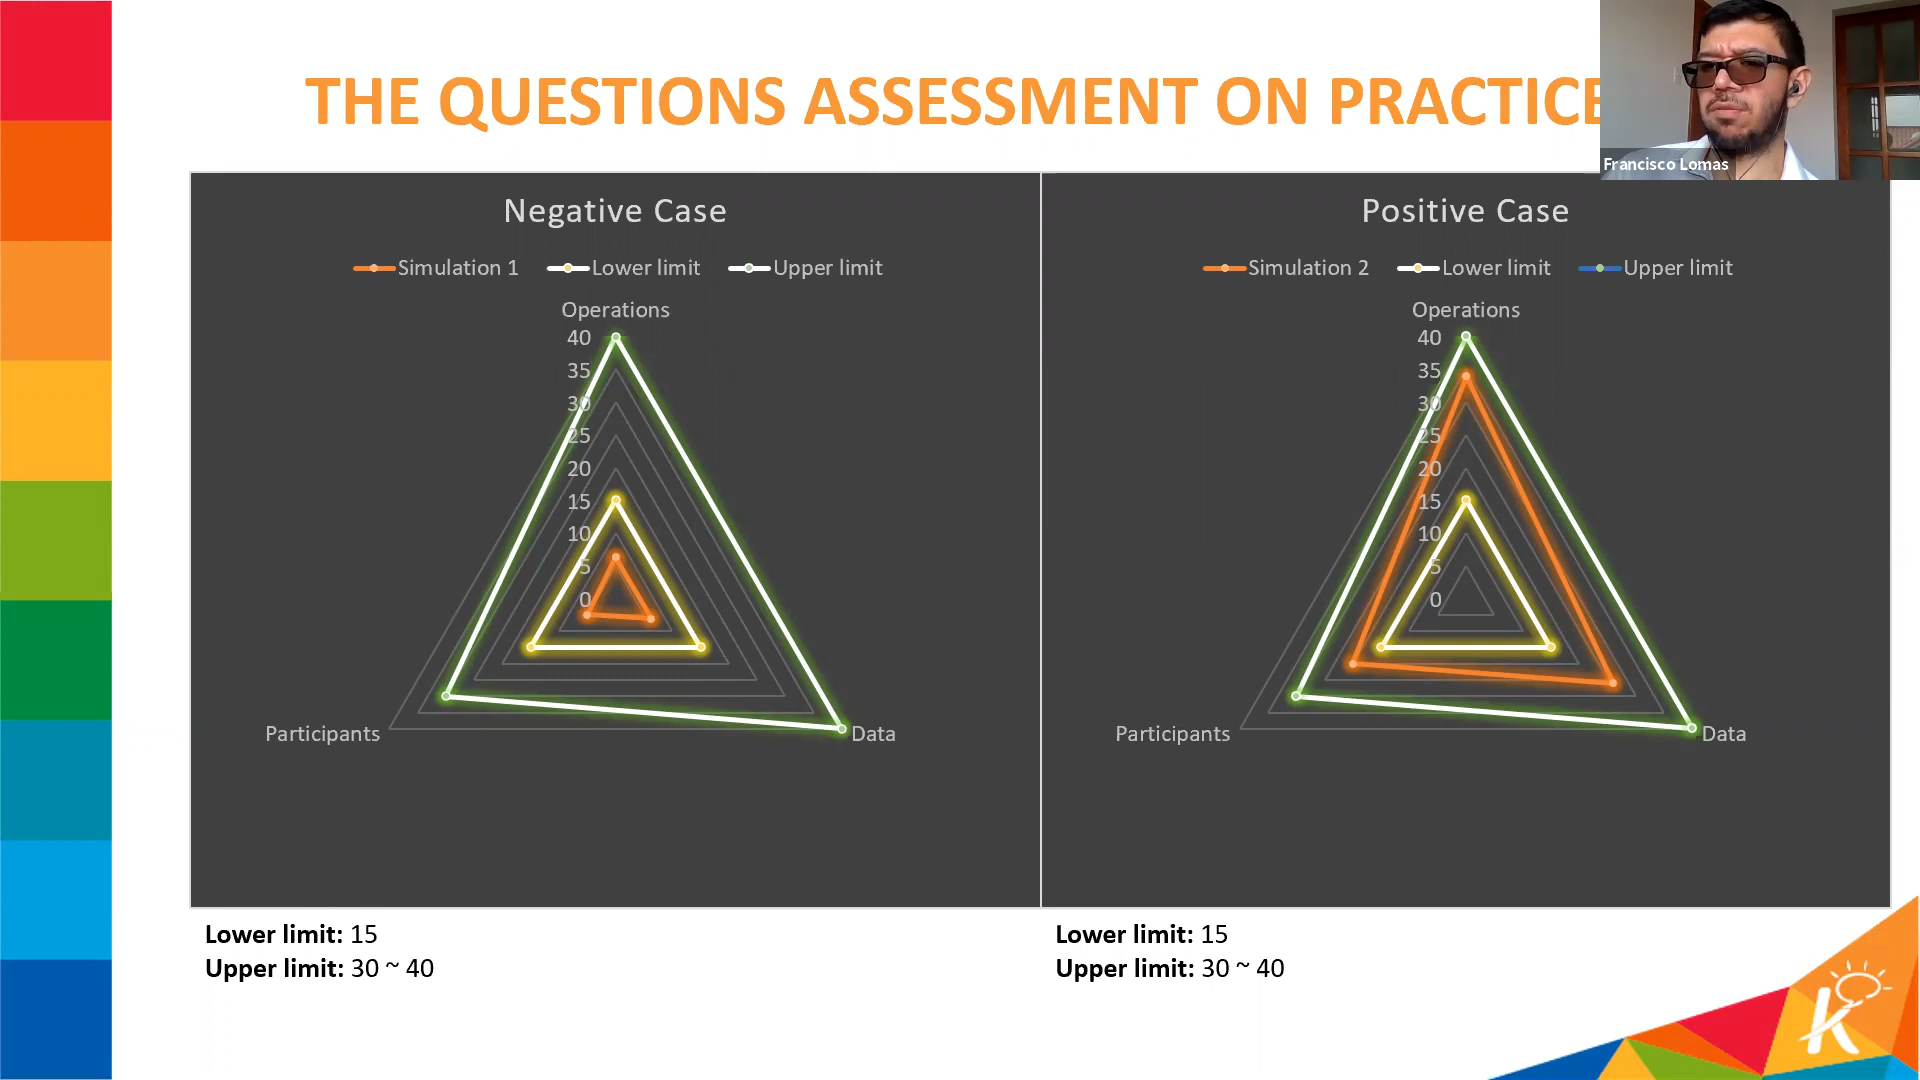 THE QUESTIONS ASSESSMENT ON PRACTICE
Francisco Lomas
Negative Case
Simulation 1 Lower limit Upper limit
Operations
40
35
30
25
20
15
10
5
0
Participants
Data
Positive Case
Simulation 2 Lower limit Upper limit
Operations
40
35
30
25
20
15
10
5
0
Participants
Data
Lower limit: 15
Upper limit: 30 ~ 40
Lower limit: 15
Upper limit: 30 ~ 40
K